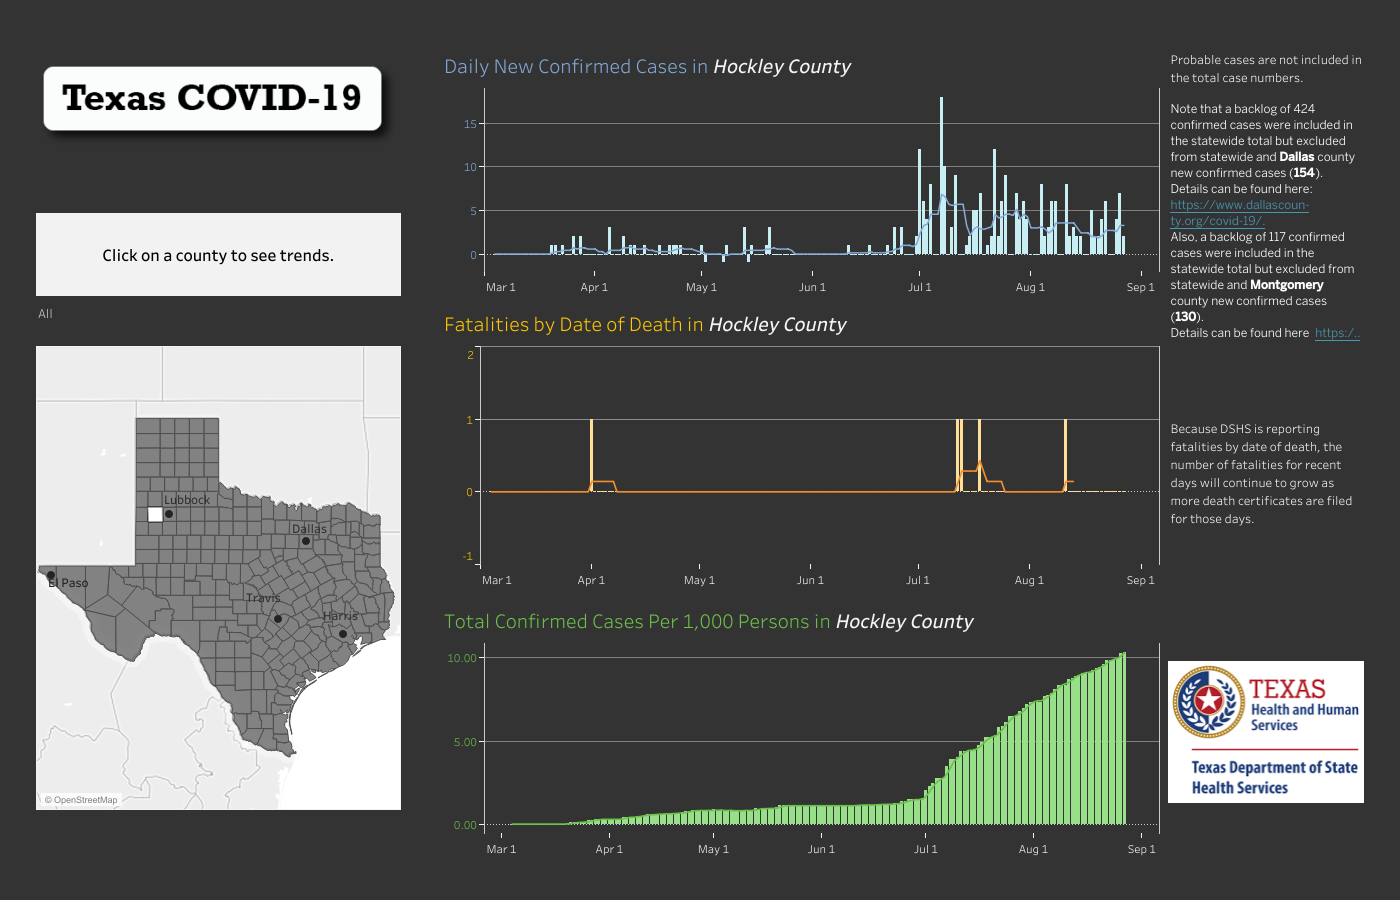 Texas COVID-19
Click on a county to see trends.
All
Lubbock
Dallas
El Paso
Travis
Harris
© OpenStreetMap
Daily New Confirmed Cases in Hockley County
15
10
5
0
Mar 1 Apr 1 May 1 Jun 1 Jul 1 Aug 1 Sep 1
Fatalities by Date of Death in Hockley County
2
1
0
-1
Mar 1 Apr 1 May 1 Jun 1 Jul 1 Aug 1 Sep 1
Total Confirmed Cases Per 1,000 Persons in Hockley County
10.00
5.00
0.00
Mar 1 Apr 1 May 1 Jun 1 Jul 1 Aug 1 Sep 1
Probable cases are not included in
the total case numbers.
Note that a backlog of 424
confirmed cases were included in
the statewide total but excluded
from statewide and Dallas county
new confirmed cases (154).
Details can be found here:
https://www.dallascoun-
ty.org/covid-19/.
Also, a backlog of 117 confirmed
cases were included in the
statewide total but excluded from
statewide and Montgomery
county new confirmed cases
(130).
Details can be found here https:/..
Because DSHS is reporting
fatalities by date of death, the
number of fatalities for recent
days will continue to grow as
more death certificates are filed
for those days.
TEXAS
Health and Human
Services
Texas Department of State
Health Services